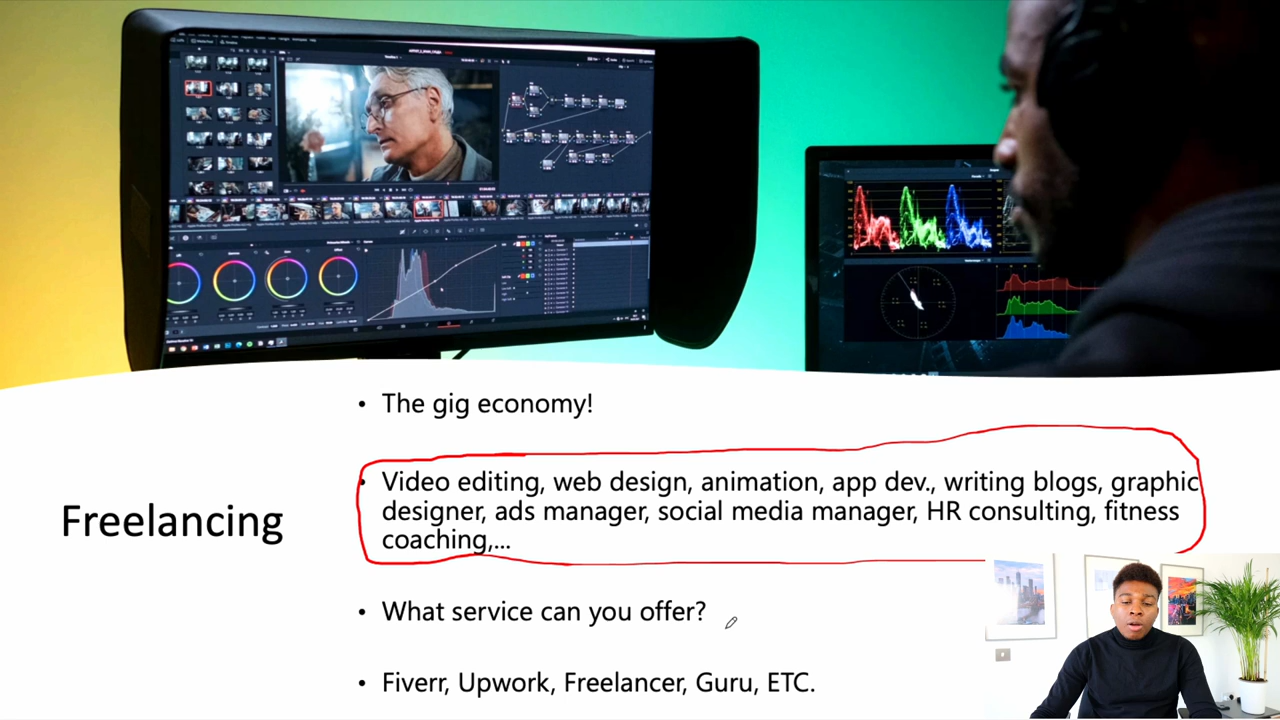 Freelancing
• The gig economy!
• Video editing, web design, animation, app dev., writing blogs, graphic
designer, ads manager, social media manager, HR consulting, fitness
coaching,...
• What service can you offer?
• Fiverr, Upwork, Freelancer, Guru, ETC.